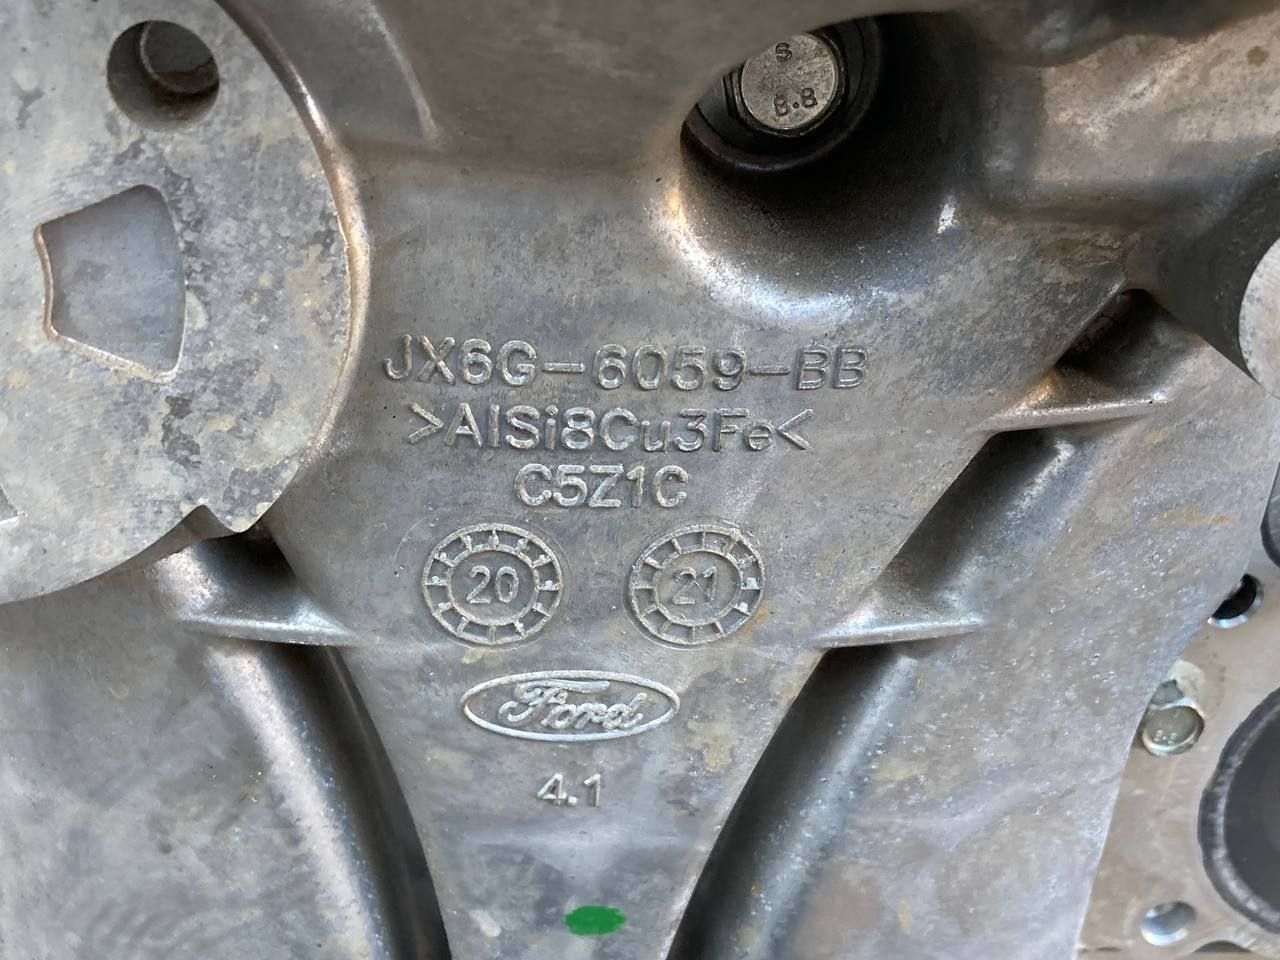 S
8.8
JX6G-6059-BB
>AlSi8Cu3Fe<
C5Z1C
20 21
Ford
4.1